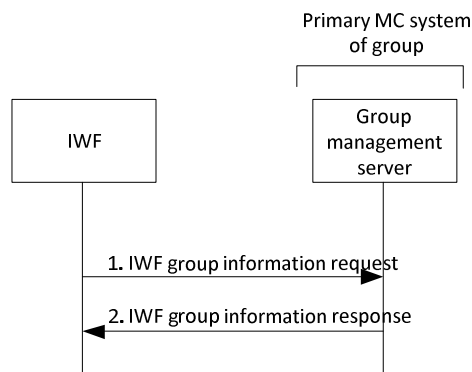 Primary MC system
of group
IWF
Group
management
server
1. IWF group information request
2. IWF group information response